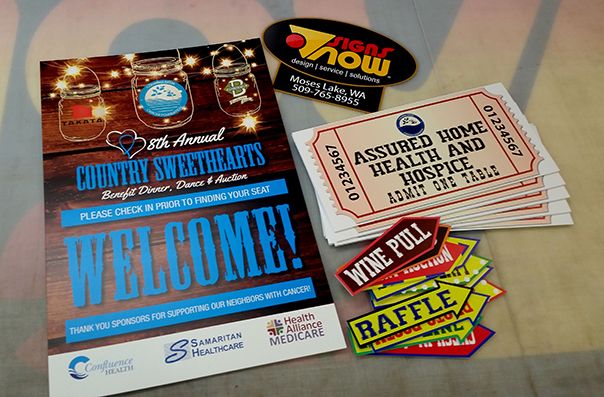 TAKATA
8th Annual
COUNTRY SWEETHEARTS
Benefit Dinner, Dance & Auction
PLEASE CHECK IN PRIOR TO FINDING YOUR SEAT
WELCOME!
THANK YOU SPONSORS FOR SUPPORTING OUR NEIGHBORS WITH CANCER!
Confluence
HEALTH
SAMARITAN
HEALTHCARE
Health
Alliance
MEDICARE
SIGNS
NOW
design | service | solutions
Moses Lake, WA
509-765-8955
01234567
ASSURED HOME
HEALTH AND
HOSPICE
ADMIT ONE TABLE
01234567
WINE PULL
RAFFLE